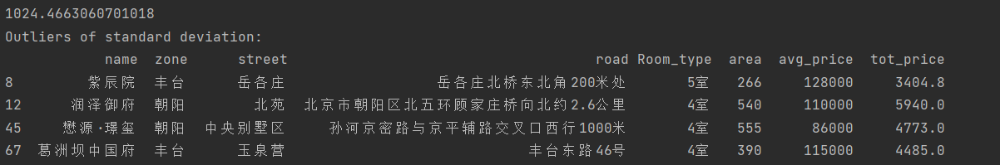 1024.4663060701018
Outliers of standard deviation:
name zone street road Room_type area avg_price tot_price
8 紫辰院 丰台 岳各庄 岳各庄北桥东北角200米处 5室 266 128000 3404.8
12 润泽御府 朝阳 北苑 北京市朝阳区北五环顾家庄桥向北约2.6公里 4室 540 110000 5940.0
45 懋源·璟玺 朝阳 中央别墅区 孙河京密路与京平辅路交叉口西行1000米 4室 555 86000 4773.0
67 葛洲坝中国府 丰台 玉泉营 丰台东路46号 4室 390 115000 4485.0